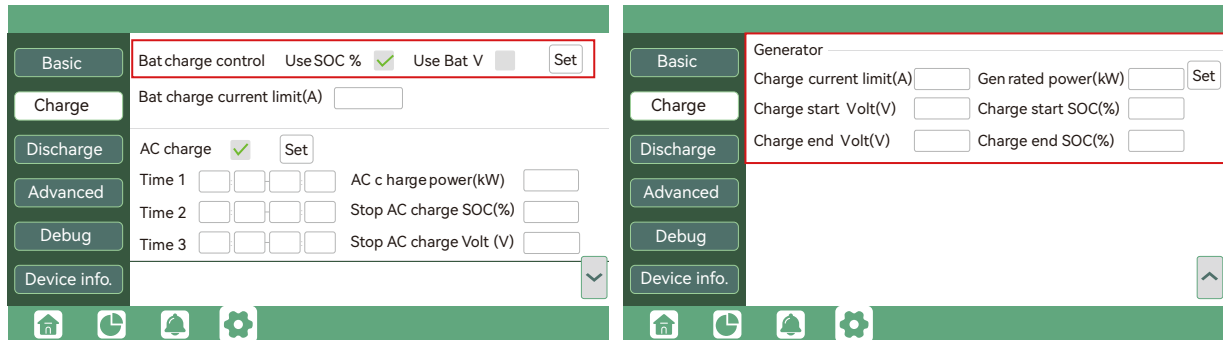 Basic
Charge
Discharge
Advanced
Debug
Device info.
Bat charge control Use SOC % Use Bat V Set
Bat charge current limit(A)
AC charge Set
Time 1 AC c harge power(kW)
Time 2 Stop AC charge SOC(%)
Time 3 Stop AC charge Volt (V)
Basic
Charge
Discharge
Advanced
Debug
Device info.
Generator
Charge current limit(A) Gen rated power(kW) Set
Charge start Volt(V) Charge start SOC(%)
Charge end Volt(V) Charge end SOC(%)